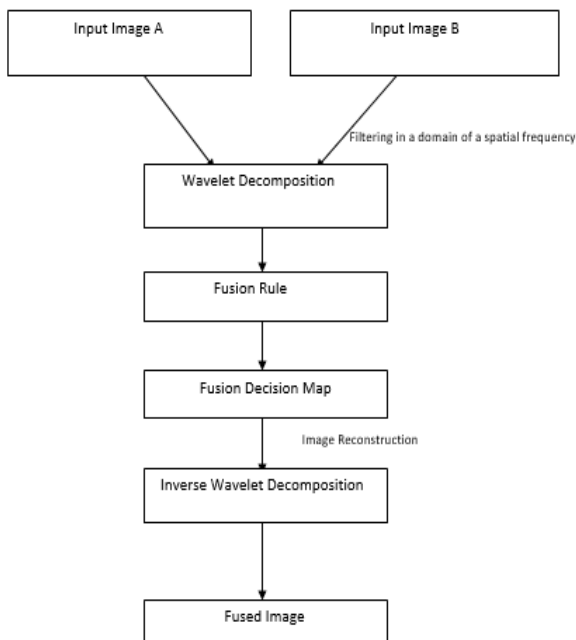 Input Image A
Input Image B
Filtering in a domain of a spatial frequency
Wavelet Decomposition
Fusion Rule
Fusion Decision Map
Image Reconstruction
Inverse Wavelet Decomposition
Fused Image